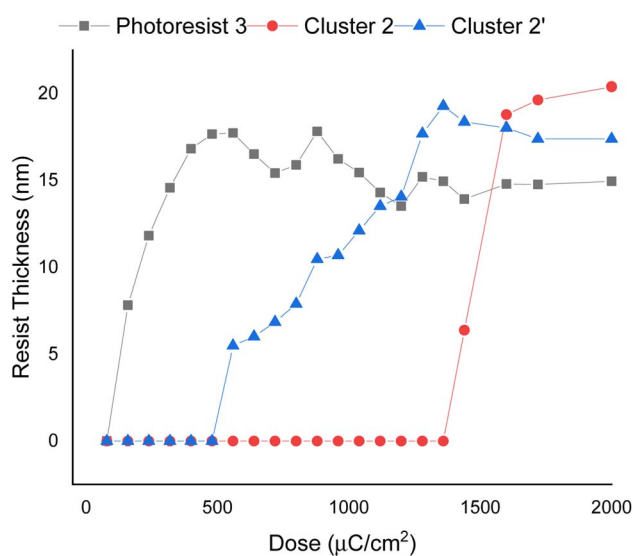 Photoresist 3 Cluster 2 Cluster 2'
20
15
10
5
0
Resist Thickness (nm)
0 500 1000 1500 2000
Dose (μC/cm²)